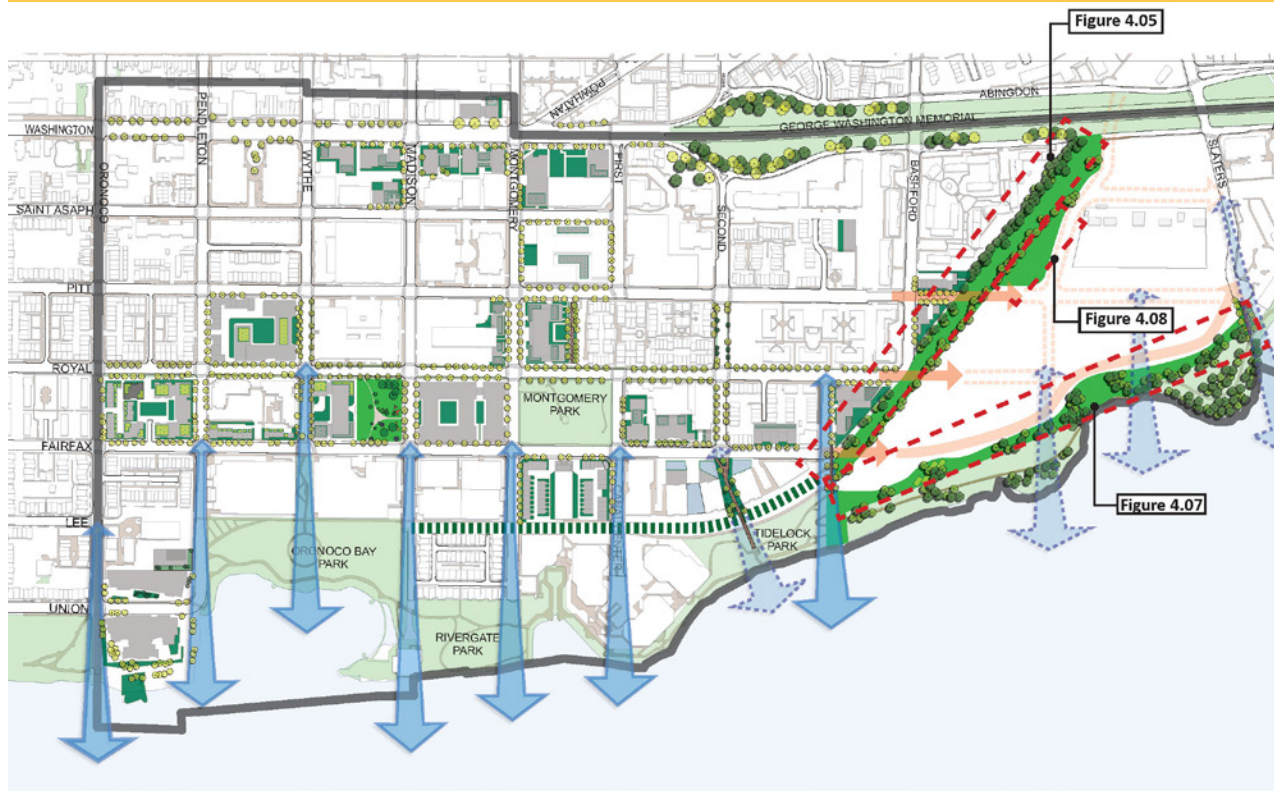 Figure 4.05
POWHATAN
ABINGDON
GEORGE WASHINGTON MEMORIAL
WASHINGTON
ORONOCO
PENDLETON
WYTHE
MADISON
MONTGOMERY
FIRST
SECOND
BASHFORD
SLATERS
SAINT ASAPH
PITT
Figure 4.08
ROYAL
MONTGOMERY
PARK
FAIRFAX
Figure 4.07
LEE
ORONOCO BAY
PARK
TIDELOCK
PARK
UNION
RIVERGATE
PARK